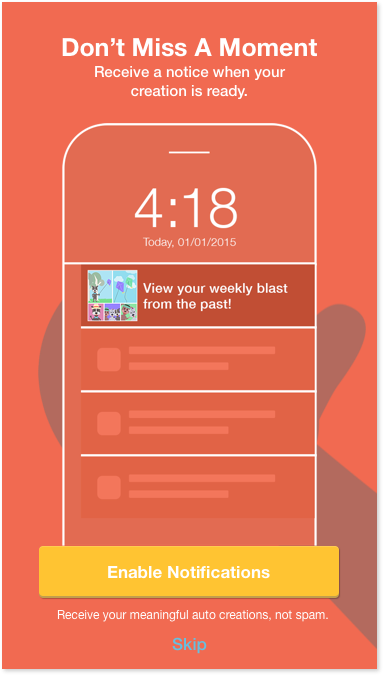 Don’t Miss A Moment
Receive a notice when your
creation is ready.
4:18
Today, 01/01/2015
View your weekly blast
from the past!
Enable Notifications
Receive your meaningful auto creations, not spam.
Skip